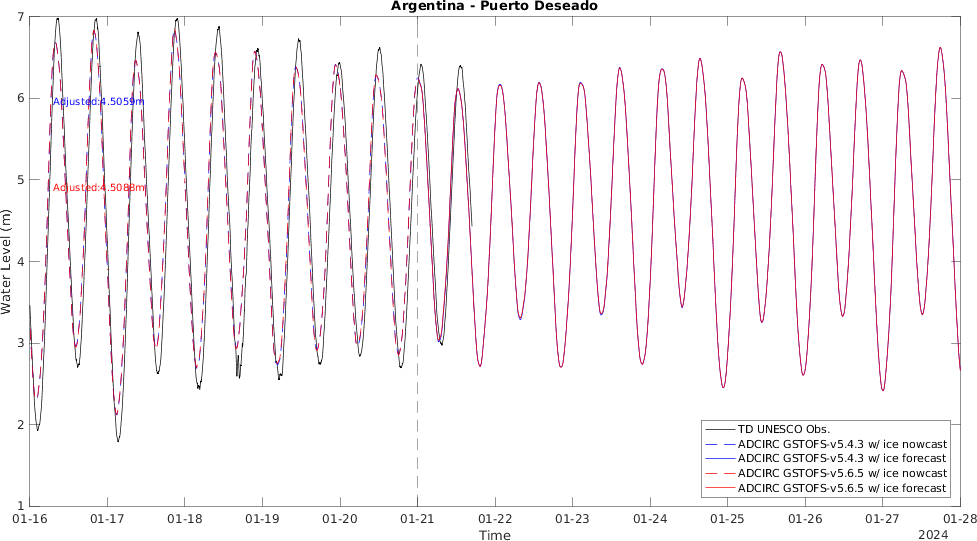 Argentina - Puerto Deseado
7
6
5
4
3
2
1
Water Level (m)
Adjusted:4.5059m
Adjusted:4.5083m
TD UNESCO Obs.
ADCIRC GSTOFS-v5.4.3 w/ ice nowcast
ADCIRC GSTOFS-v5.4.3 w/ ice forecast
ADCIRC GSTOFS-v5.6.5 w/ ice nowcast
ADCIRC GSTOFS-v5.6.5 w/ ice forecast
01-16 01-17 01-18 01-19 01-20 01-21 01-22 01-23 01-24 01-25 01-26 01-27 01-28
Time
2024